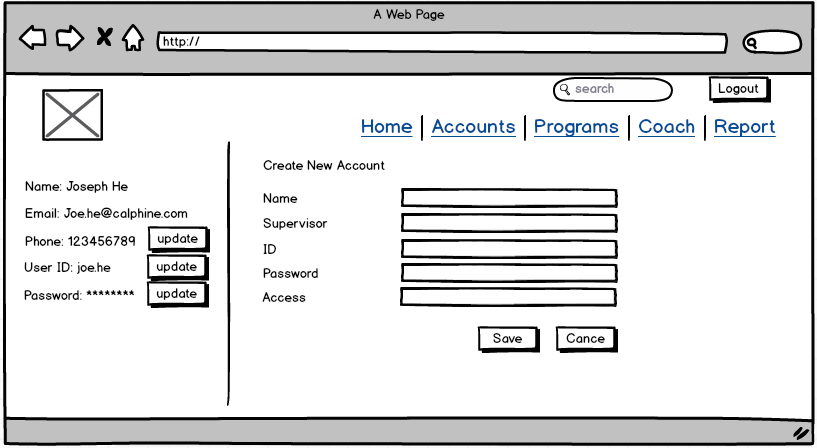 A Web Page
http://
search
Logout
Home Accounts Programs Coach Report
Create New Account
Name: Joseph He
Email: Joe.he@calphine.com
Phone: 123456789 update
User ID: joe.he update
Password: ******** update
Name
Supervisor
ID
Password
Access
Save Cance